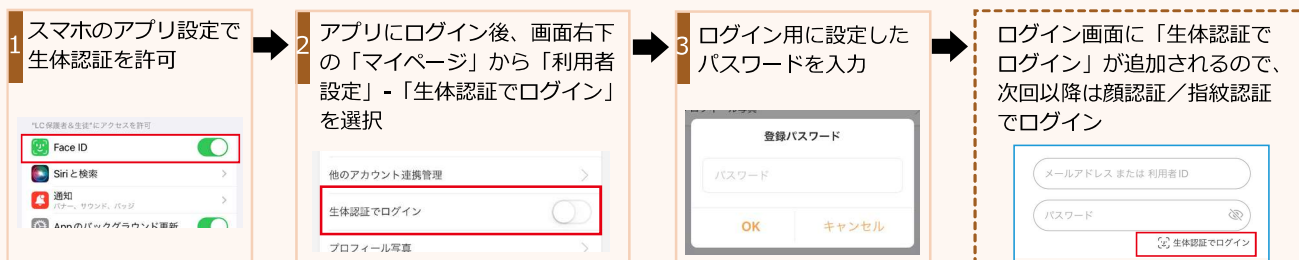 1
スマホのアプリ設定で
生体認証を許可
"LC保護者&生徒"にアクセスを許可
Face ID
Siriと検索
通知
バナー、サウンド、バッジ
Appのバックグラウンド更新
2
アプリにログイン後、画面右下
の「マイページ」から「利用者
設定」-「生体認証でログイン」
を選択
他のアカウント連携管理
生体認証でログイン
プロフィール写真
3
ログイン用に設定した
パスワードを入力
登録パスワード
パスワード
OK キャンセル
ログイン画面に「生体認証で
ログイン」が追加されるので、
次回以降は顔認証／指紋認証
でログイン
メールアドレス または 利用者ID
パスワード
生体認証でログイン